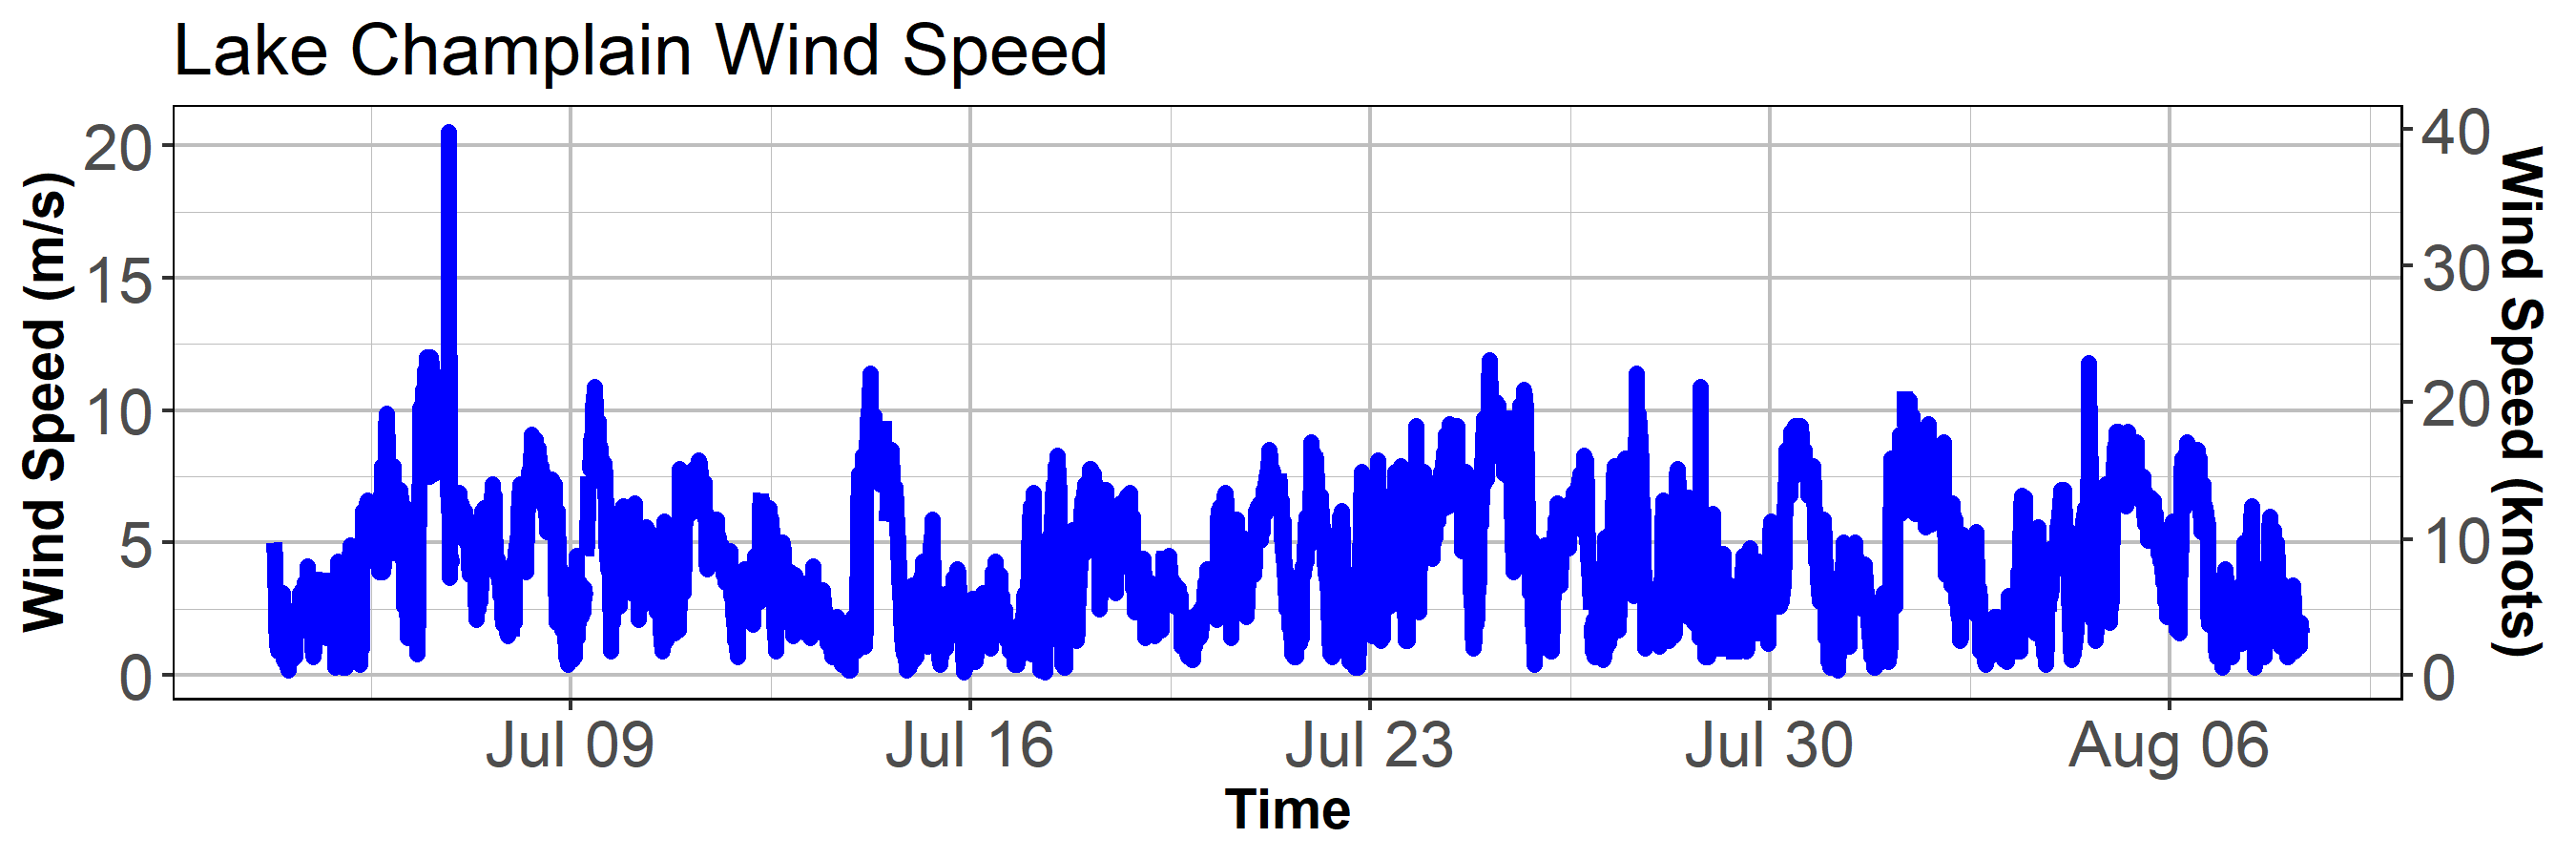 Lake Champlain Wind Speed
Wind Speed (m/s)
20
15
10
5
0
40
30
20
10
0
Wind Speed (knots)
Jul 09
Jul 16
Jul 23
Jul 30
Aug 06
Time